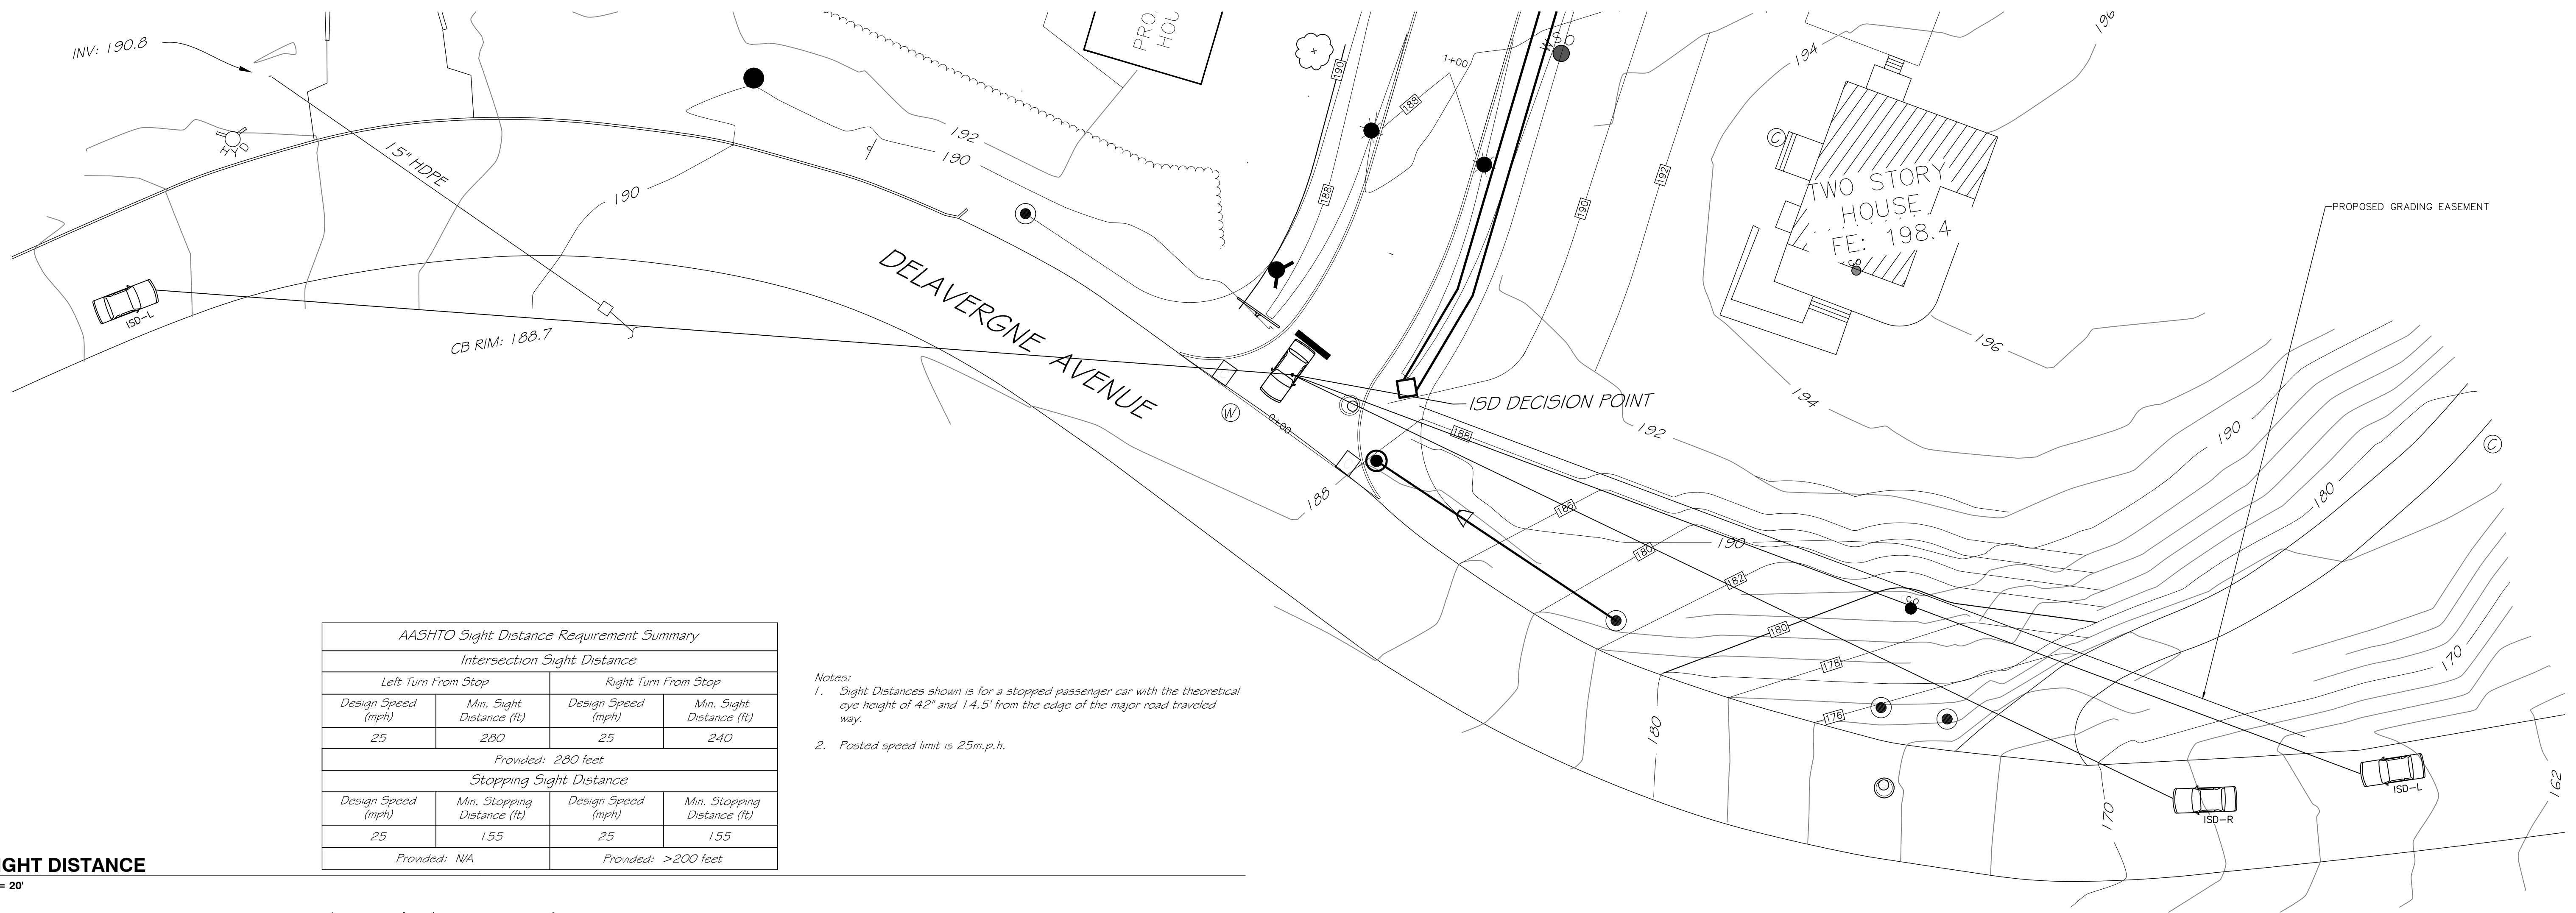 INV: 190.8
HYD
15" HDPE
190
192
190
PRO
HOU
190
188
188
1+00
WSO
190
192
194
196
C
TWO STORY
HOUSE
FE: 198.4
CO
PROPOSED GRADING EASEMENT
196
194
192
190
180
C
170
162
ISD-L
CB RIM: 188.7
DELAVERGNE AVENUE
W
0+00
ISD DECISION POINT
188
188
186
180
190
182
CO
180
178
176
180
170
ISD-R
ISD-L
AASHTO Sight Distance Requirement Summary
Intersection Sight Distance
Left Turn From Stop Right Turn From Stop
Design Speed (mph) Min. Sight Distance (ft) Design Speed (mph) Min. Sight Distance (ft)
25 280 25 240
Provided: 280 feet
Stopping Sight Distance
Design Speed (mph) Min. Stopping Distance (ft) Design Speed (mph) Min. Stopping Distance (ft)
25 155 25 155
Provided: N/A Provided: >200 feet
Notes:
1. Sight Distances shown is for a stopped passenger car with the theoretical
eye height of 42" and 14.5' from the edge of the major road traveled
way.
2. Posted speed limit is 25m.p.h.
IGHT DISTANCE
= 20'